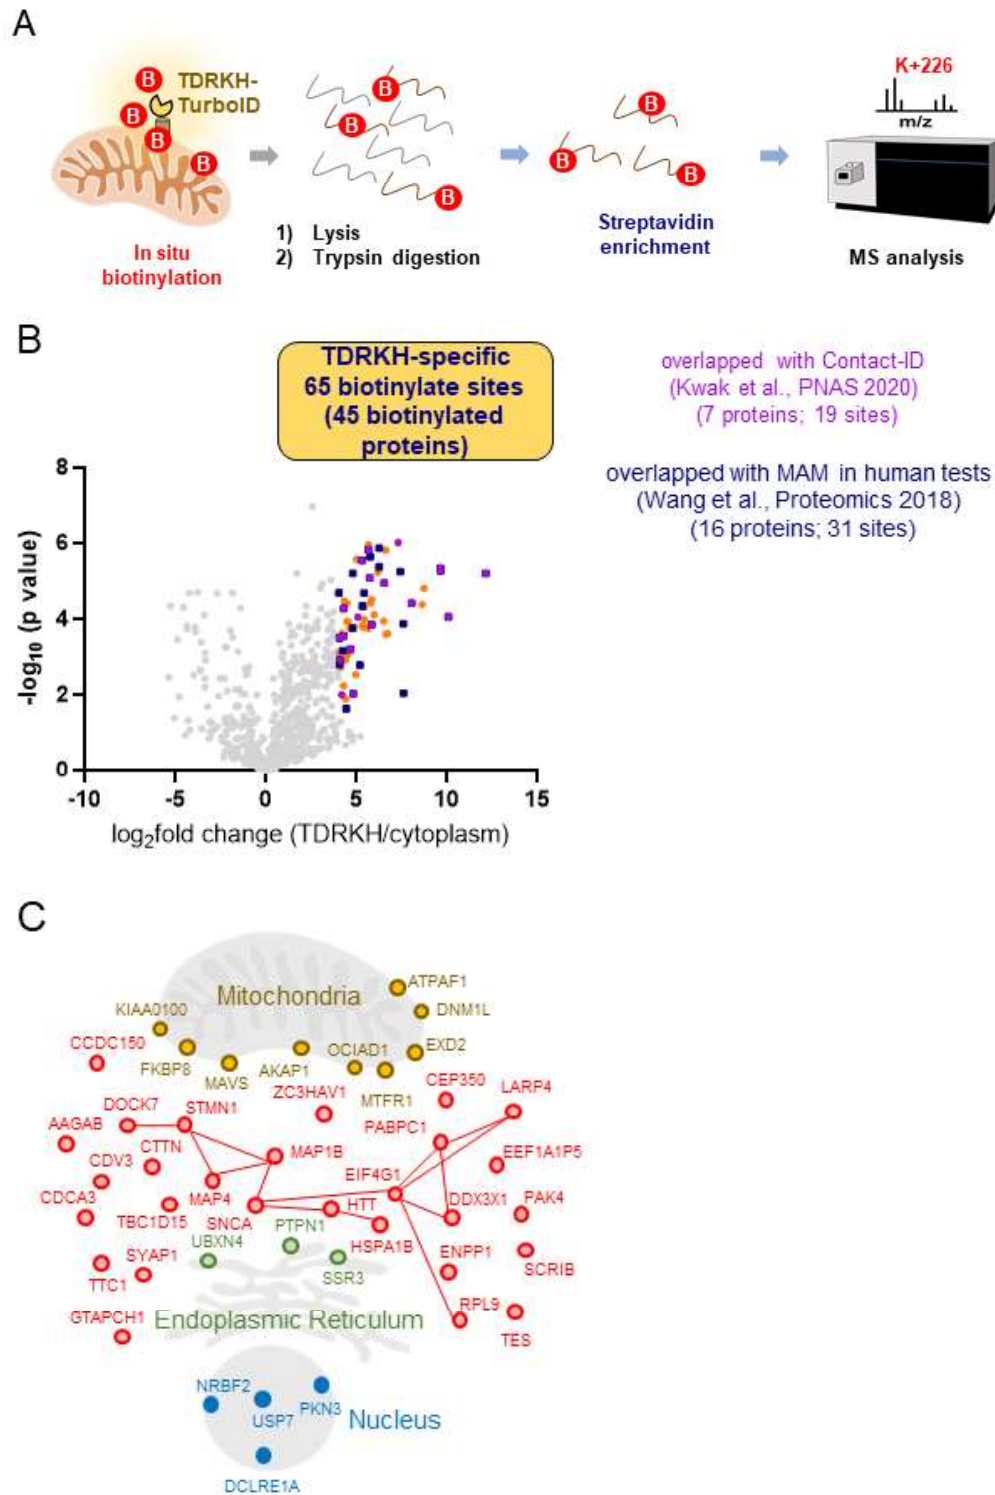 A
B
TDRKH-
TurboID
B
B
B
B
B
B
B
B
B
B
K+226
m/z
In situ
biotinylation
1) Lysis
2) Trypsin digestion
Streptavidin
enrichment
MS analysis
B
TDRKH-specific
65 biotinylate sites
(45 biotinylated
proteins)
overlapped with Contact-ID
(Kwak et al., PNAS 2020)
(7 proteins; 19 sites)
overlapped with MAM in human tests
(Wang et al., Proteomics 2018)
(16 proteins; 31 sites)
-log10 (p value)
8
6
4
2
0
-10 -5 0 5 10 15
log2fold change (TDRKH/cytoplasm)
C
Mitochondria
ATPAF1
DNM1L
KIAA0100
CCDC150
FKBP8
MAVS
AKAP1
OCIAD1
EXD2
MTFR1
ZC3HAV1
CEP350
LARP4
DOCK7
STMN1
PABPC1
AAGAB
CTTN
MAP1B
EEF1A1P5
CDV3
EIF4G1
CDCA3
MAP4
HTT
DDX3X1
PAK4
TBC1D15
SNCA
PTPN1
UBXN4
HSPA1B
ENPP1
SYAP1
SSR3
SCRIB
TTC1
RPL9
GTAPCH1
Endoplasmic Reticulum
TES
NRBF2
PKN3
USP7
Nucleus
DCLRE1A